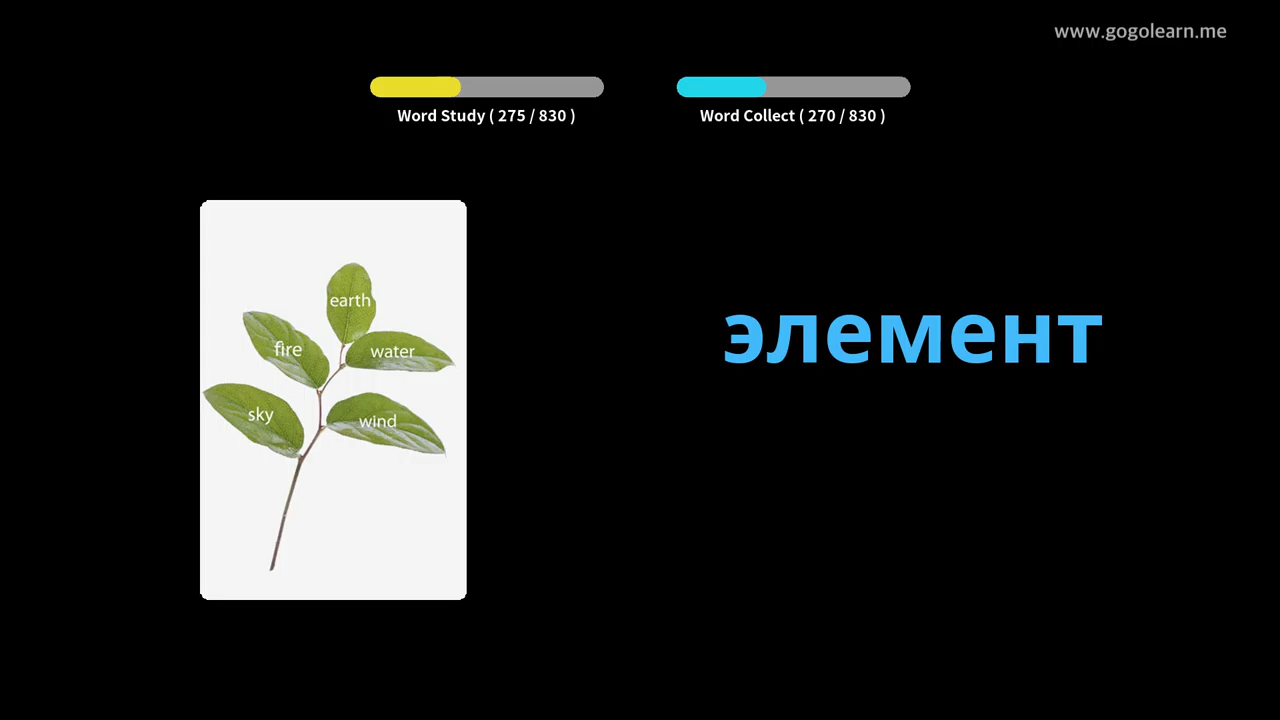 www.gogolearn.me
Word Study ( 275 / 830 )
Word Collect ( 270 / 830 )
earth
fire
water
sky
wind
элемент